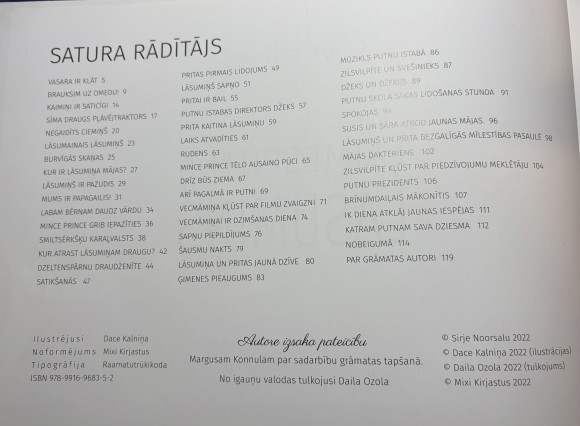 SATURA RĀDĪTĀJS
VASARA IR KLĀT 5
BRAUKSIM UZ OMEDU! 9
KAIMIŅI IR SATICĪGI 14
SĪMA DRAUGS PĻĀVĒJTRAKTORS 17
NEGAIDĪTS CIEMIŅŠ 20
LĀSUMAINAIS LĀSUMIŅŠ 23
BURVĪGĀS SKAŅAS 25
KUR IR LĀSUMIŅA MĀJAS? 27
LĀSUMIŅŠ IR PAZUDIS 29
MUMS IR PAPAGAILIS! 31
LABAM BĒRNAM DAUDZ VĀRDU 34
MINCE PRINCE GRIB IEPAZĪTIES 36
SMILTSĒRKŠĶU KARAĻVALSTS 38
KUR ATRAST LĀSUMIŅAM DRAUGU? 42
DZELTENSPĀRNU DRAUDZENĪTE 44
SATIKŠANĀS 47
PRITAS PIRMAIS LIDOJUMS 49
LĀSUMIŅŠ SAPŅO 51
PRITAI IR BAIL 55
PUTNU ISTABAS DIREKTORS DŽEKS 57
PRITA KAITINA LĀSUMIŅU 59
LAIKS ATVADĪTIES 61
RUDENS 63
MINCE PRINCE TĒLO AUSAINO PŪCI 65
DRĪZ BŪS ZIEMA 67
ARĪ PAGALMĀ IR PUTNI 69
VECMĀMIŅA KĻŪST PAR FILMU ZVAIGZNI 71
VECMĀMIŅAI IR DZIMŠANAS DIENA 74
SAPŅU PIEPILDĪJUMS 76
ŠAUSMU NAKTS 79
LĀSUMIŅA UN PRITAS JAUNĀ DZĪVE 80
ĢIMENES PIEAUGUMS 83
MŪZIKLS PUTNU ISTABĀ 86
ZILSVILPĪTE UN SVEŠINIEKS 87
DŽEKS UN DŽEKIJS 89
PUTNU SKOLĀ SĀKAS LIDOŠANAS STUNDA 91
SPOKOJAS
SUSIS UN SĀRA ATROD JAUNAS MĀJAS. 96
LĀSUMIŅŠ UN PRITA BEZGALĪGĀS MĪLESTĪBAS PASAULĒ 98
MĀJAS DAKTERIENE 102
ZILSVILPĪTE KĻŪST PAR PIEDZĪVOJUMU MEKLĒTĀJU 104
PUTNU PREZIDENTS 106
BRĪNUMDAILAIS MĀKONĪTIS 107
IK DIENA ATKLĀJ JAUNAS IESPĒJAS 111
KATRAM PUTNAM SAVA DZIESMA 112
NOBEIGUMĀ 114
PAR GRĀMATAS AUTORI 119
Ilustrējusi Dace Kalniņa
Noformējums Mixi Kirjastus
Tipogrāfija Raamatutrükikoda
ISBN 978-9916-9683-5-2
Autore izsaka pateicību
Margusam Konnulam par sadarbību grāmatas tapšanā.
No igauņu valodas tulkojusi Daila Ozola
© Sirje Noorsalu 2022
© Dace Kalniņa 2022 (ilustrācijas)
© Daila Ozola 2022 (tulkojums)
© Mixi Kirjastus 2022